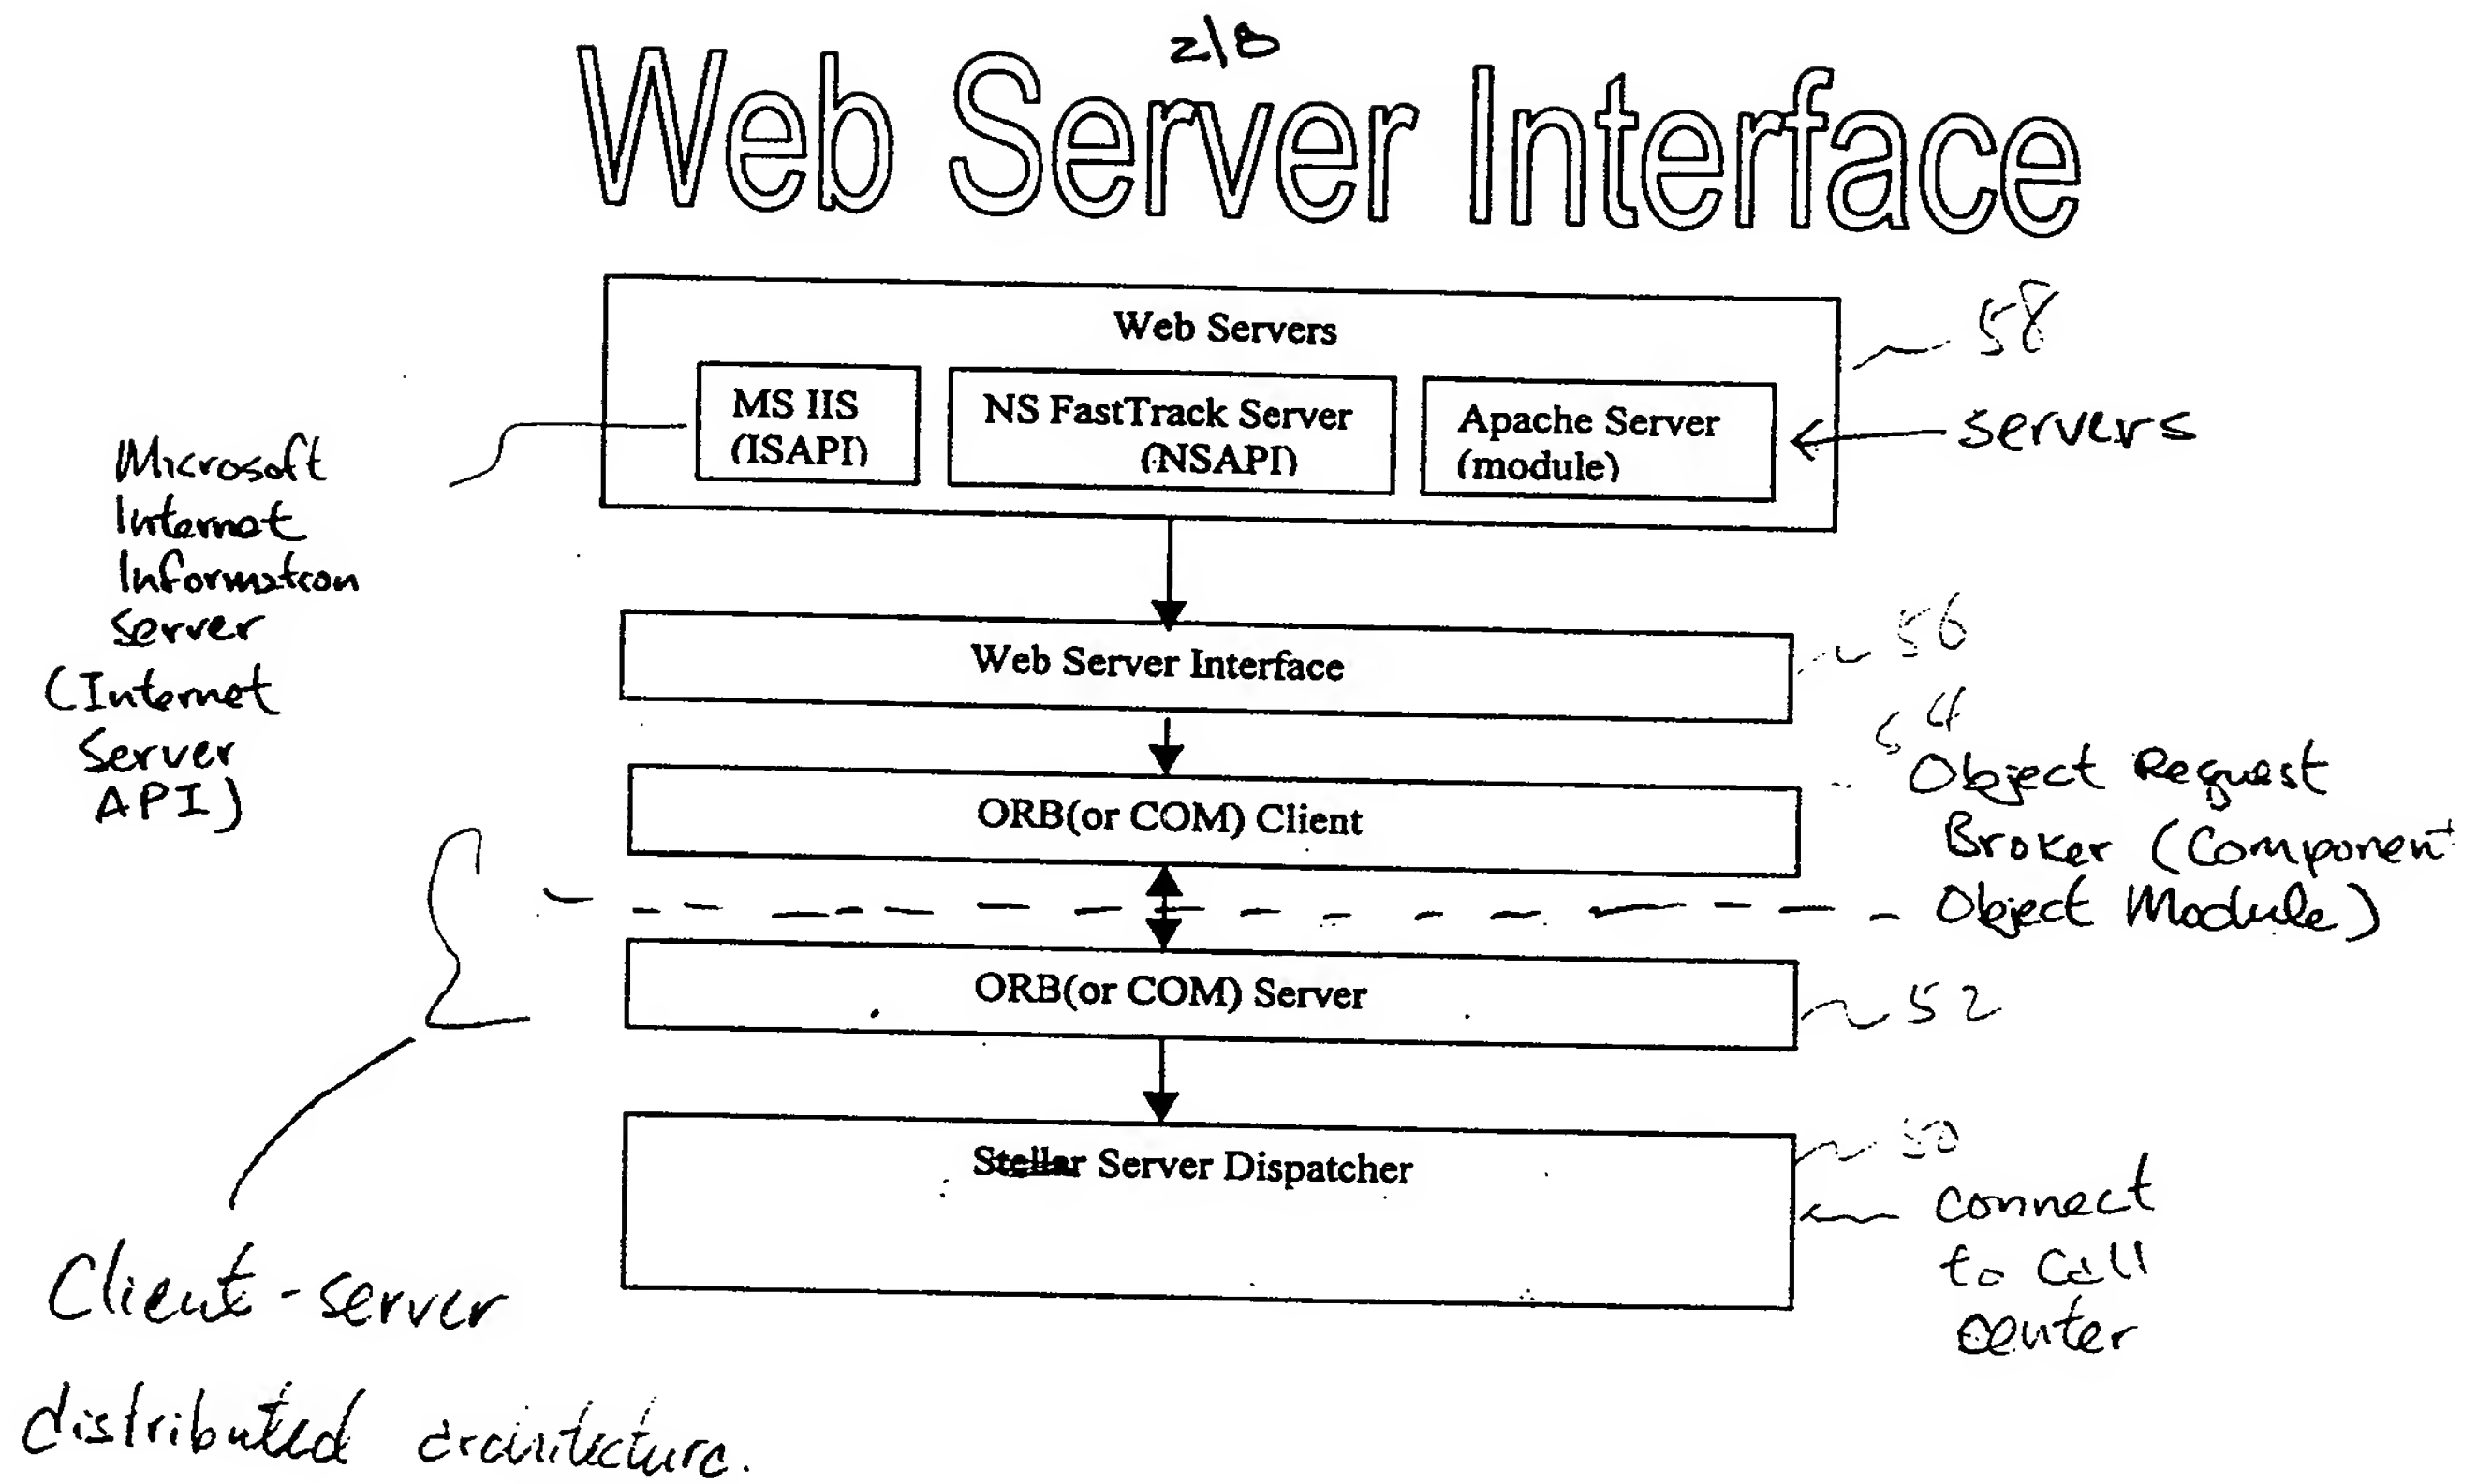 2/8
Web Server Interface
Web Servers
58
MS IIS
(ISAPI)
NS FastTrack Server
(NSAPI)
Apache Server
(module)
servers
Microsoft
Internet
Information
Server
(Internet
Server
API)
Web Server Interface
56
54
ORB(or COM) Client
Object Request
Broker (Component
Object Module)
ORB(or COM) Server
52
Stellar Server Dispatcher
50
connect
to call
center
Client-server
distributed architecture.